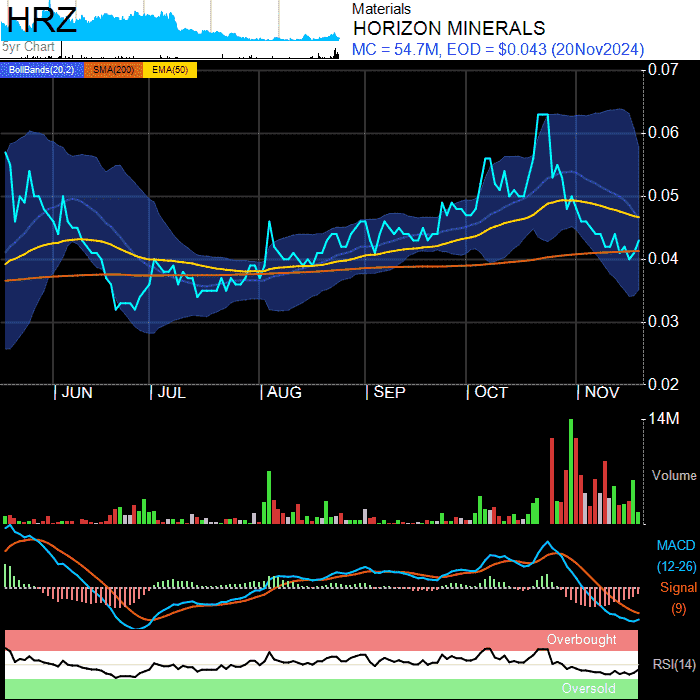 HRZ
5yr Chart
Materials
HORIZON MINERALS
MC = 54.7M, EOD = $0.043 (20Nov2024)
BollBands(20,2) SMA(200) EMA(50)
0.07
0.06
0.05
0.04
0.03
0.02
JUN JUL AUG SEP OCT NOV
14M
Volume
MACD
(12-26)
Signal
(9)
Overbought
RSI(14)
Oversold